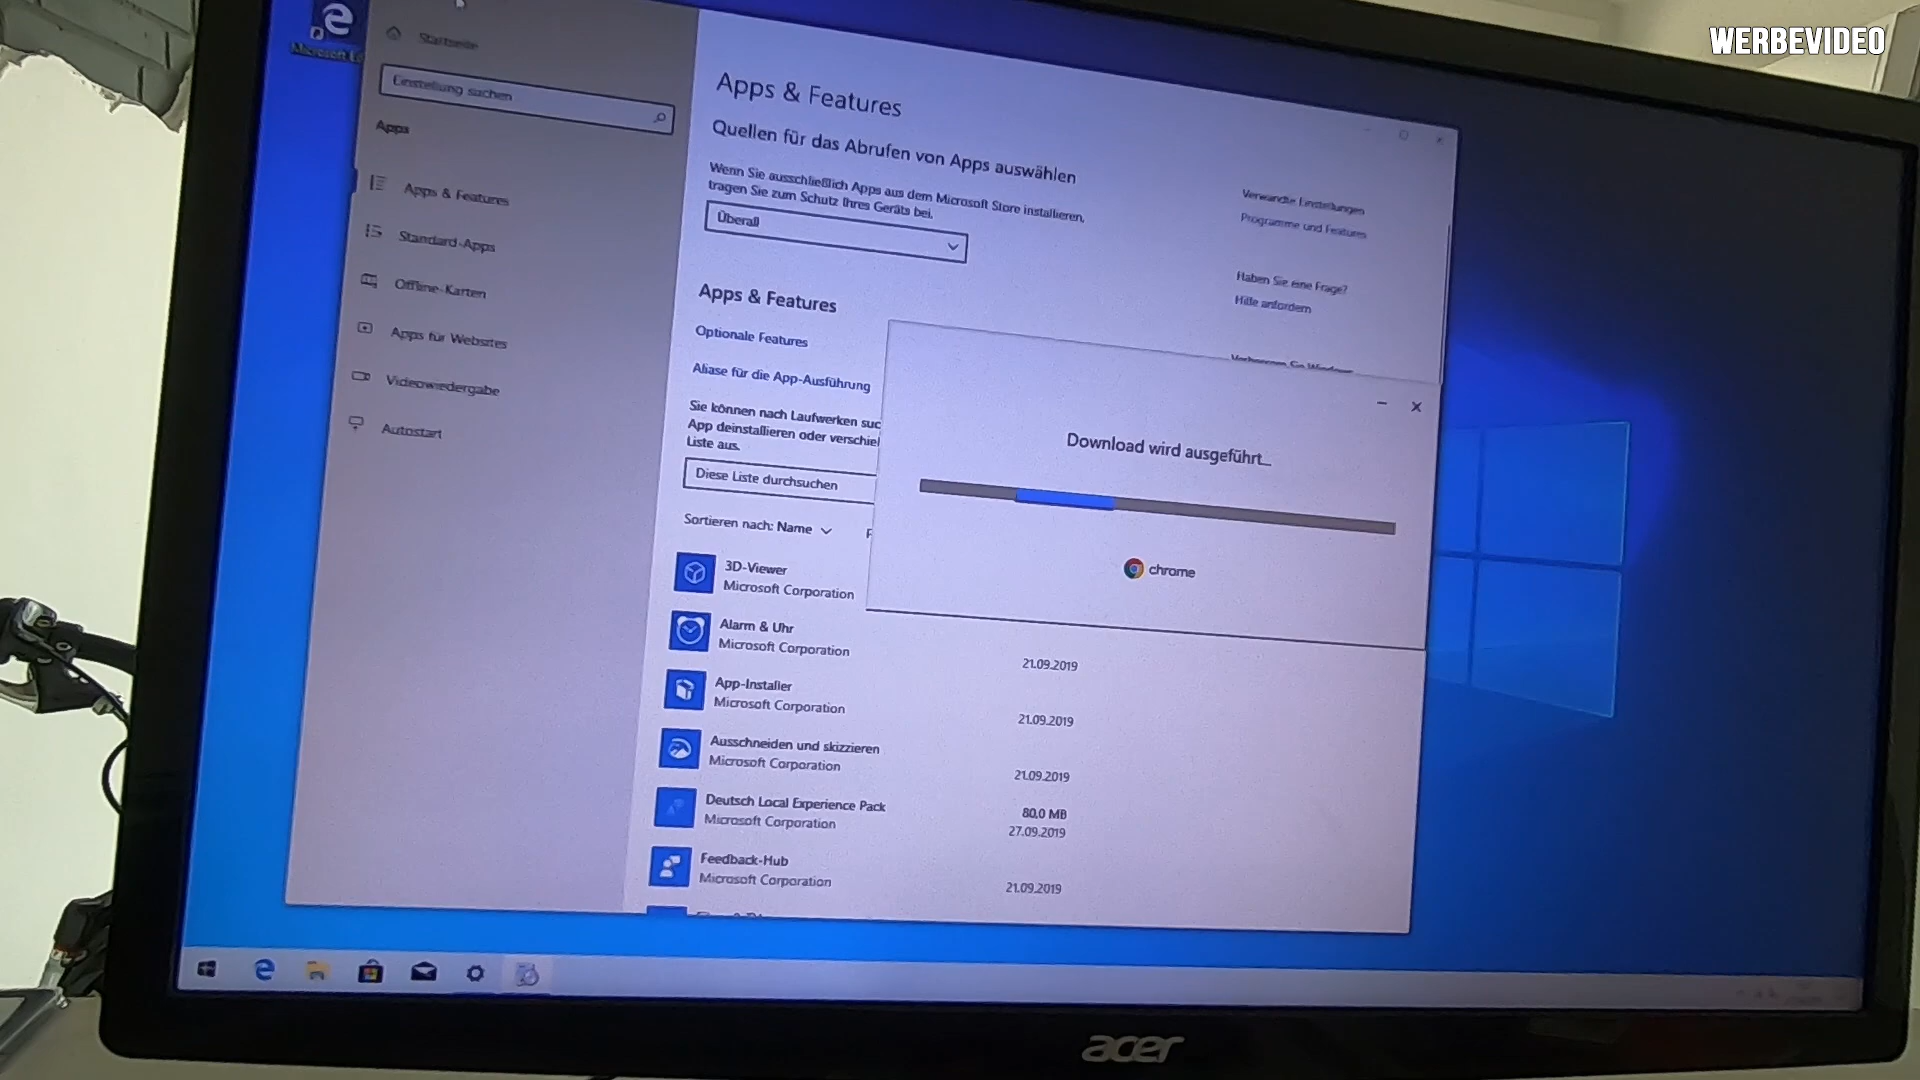 WERBEVIDEO
Startseite
Einstellung suchen
Apps
Apps & Features
Standard-Apps
Offline-Karten
Apps für Websites
Videowiedergabe
Autostart
Apps & Features
Quellen für das Abrufen von Apps auswählen
Wenn Sie ausschließlich Apps aus dem Microsoft Store installieren,
tragen Sie zum Schutz Ihres Geräts bei.
Überall
Apps & Features
Optionale Features
Aliase für die App-Ausführung
Sie können nach Laufwerken suc
App deinstallieren oder verschie
Liste aus.
Diese Liste durchsuchen
Sortieren nach: Name
3D-Viewer
Microsoft Corporation
Alarm & Uhr
Microsoft Corporation
21.09.2019
App-Installer
Microsoft Corporation
21.09.2019
Ausschneiden und skizzieren
Microsoft Corporation
21.09.2019
Deutsch Local Experience Pack
Microsoft Corporation
80,0 MB
27.09.2019
Feedback-Hub
Microsoft Corporation
21.09.2019
Verwandte Einstellungen
Programme und Features
Haben Sie eine Frage?
Hilfe anfordern
Download wird ausgeführt...
chrome
Microsoft
acer